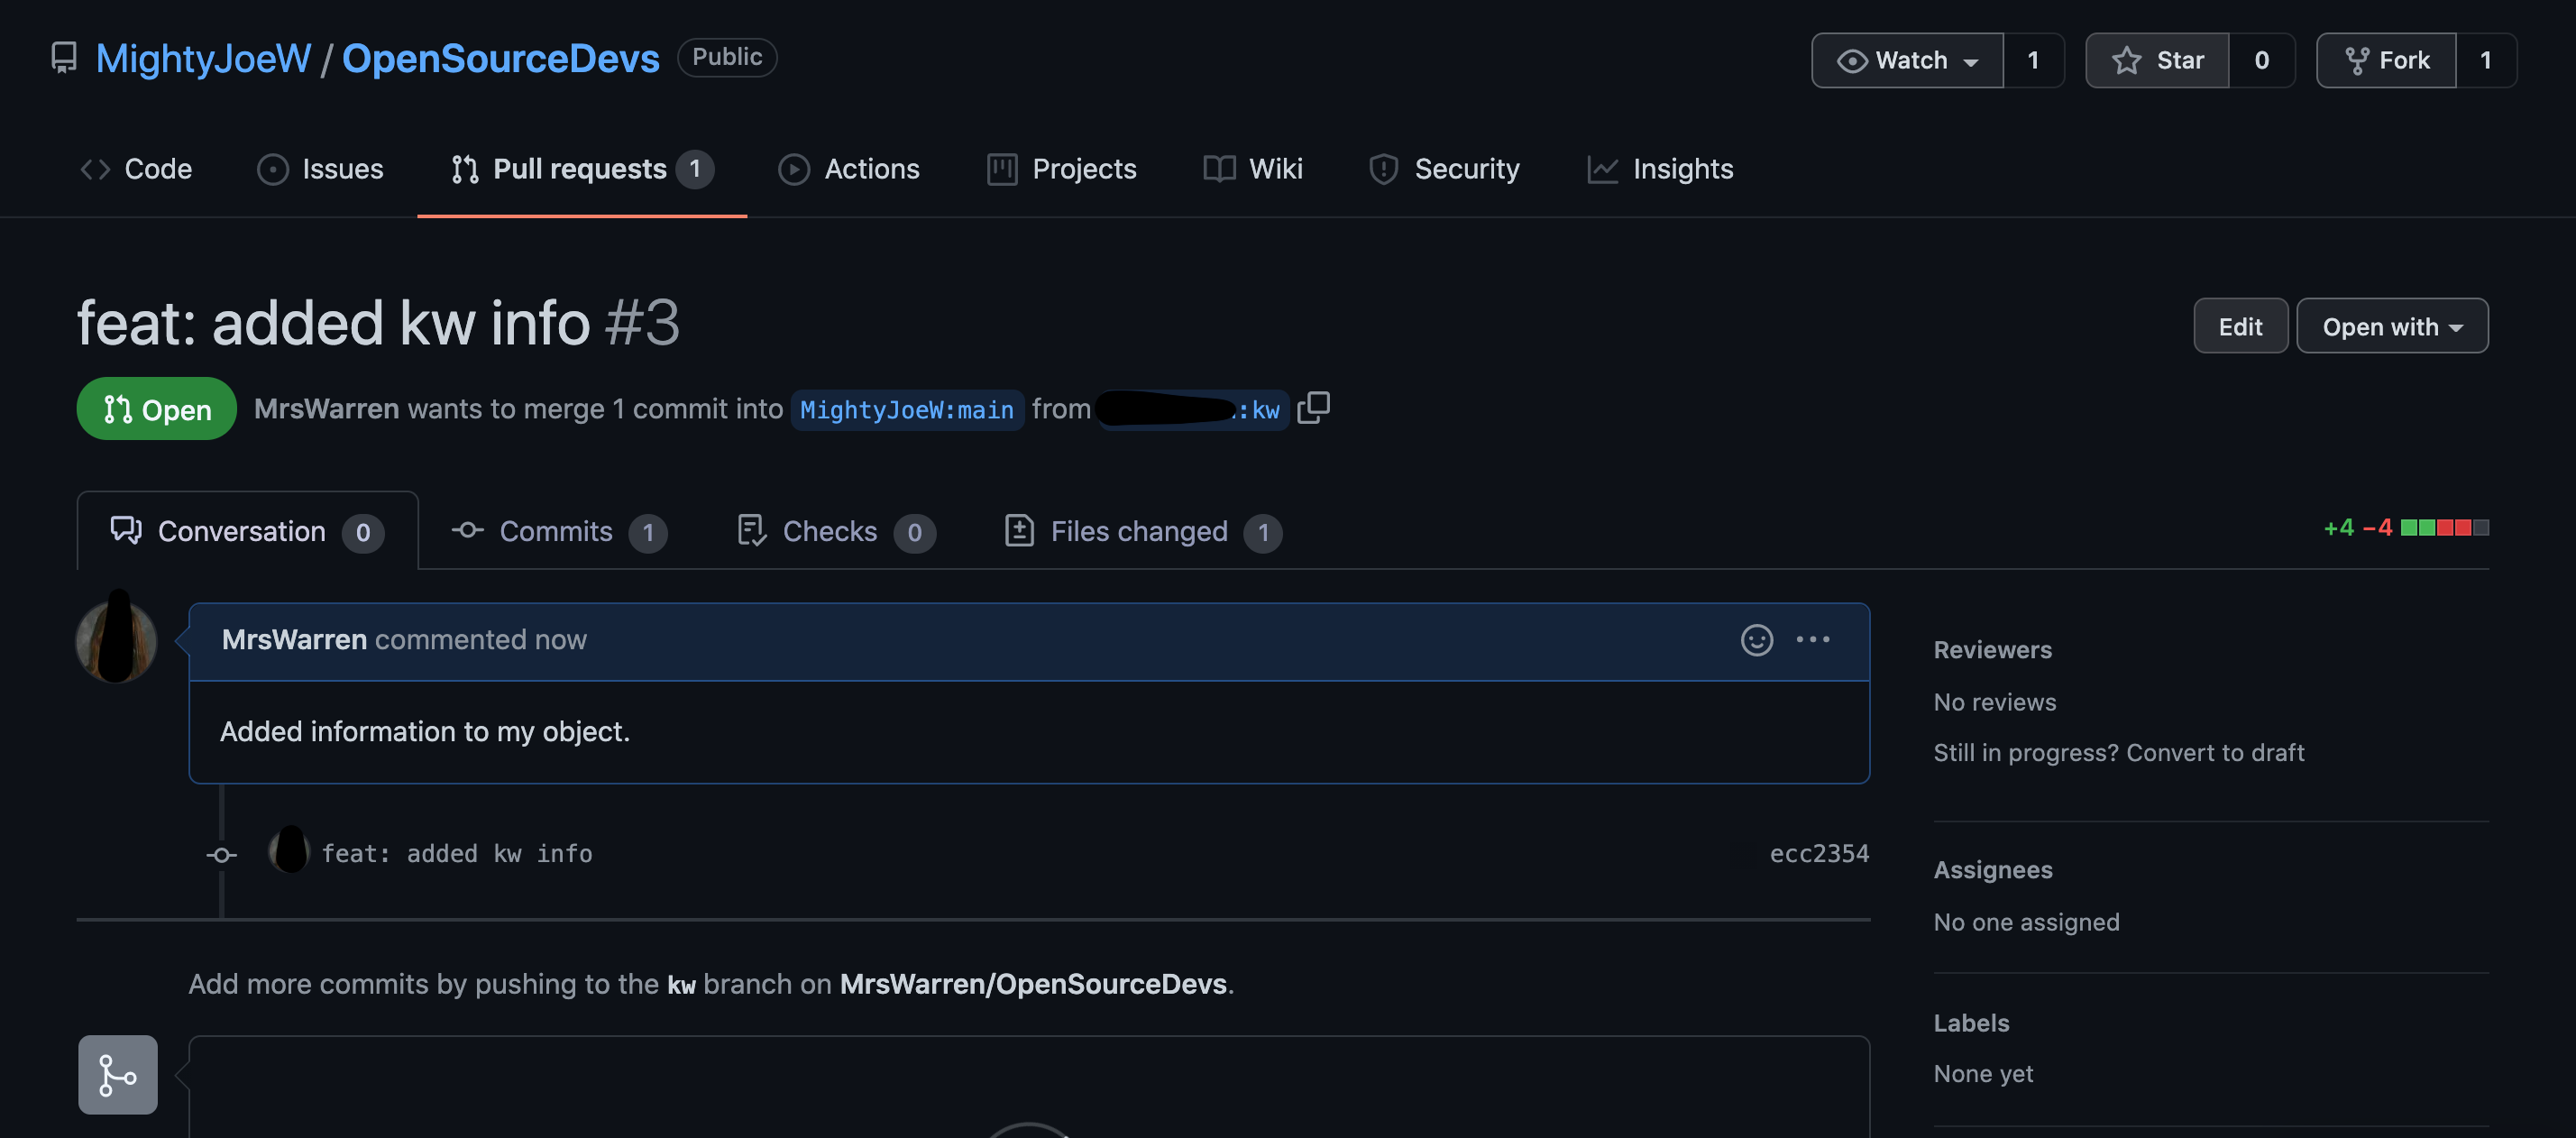 MightyJoeW / OpenSourceDevs Public Watch 1 Star 0 Fork 1
Code Issues Pull requests 1 Actions Projects Wiki Security Insights
feat: added kw info #3 Edit Open with
Open MrsWarren wants to merge 1 commit into MightyJoeW:main from :kw
Conversation 0 Commits 1 Checks 0 Files changed 1 +4 −4
MrsWarren commented now
Added information to my object.
feat: added kw info ecc2354
Add more commits by pushing to the kw branch on MrsWarren/OpenSourceDevs.
Reviewers
No reviews
Still in progress? Convert to draft
Assignees
No one assigned
Labels
None yet